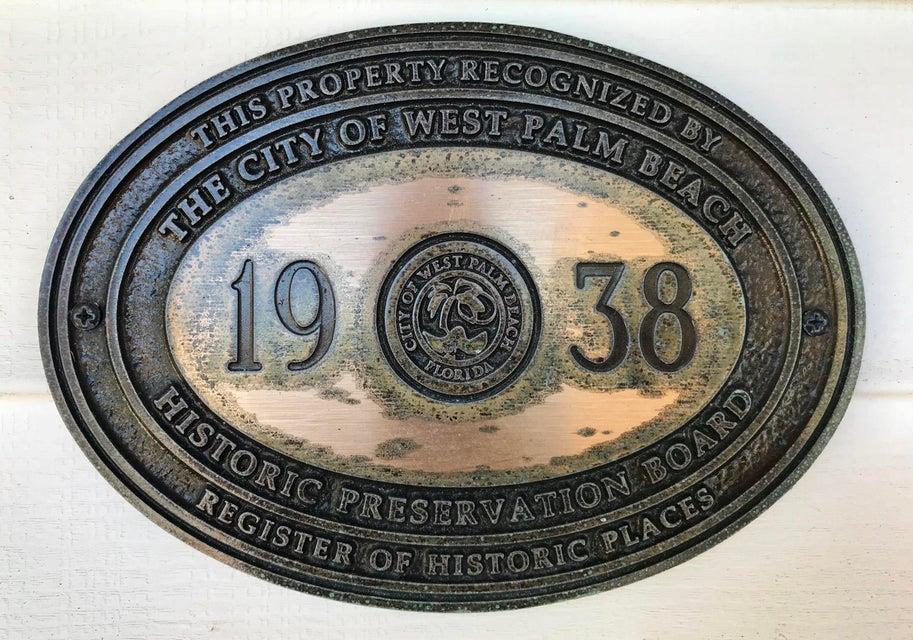 THIS PROPERTY RECOGNIZED BY
THE CITY OF WEST PALM BEACH
19 38
CITY OF WEST PALM BEACH
FLORIDA
HISTORIC PRESERVATION BOARD
REGISTER OF HISTORIC PLACES